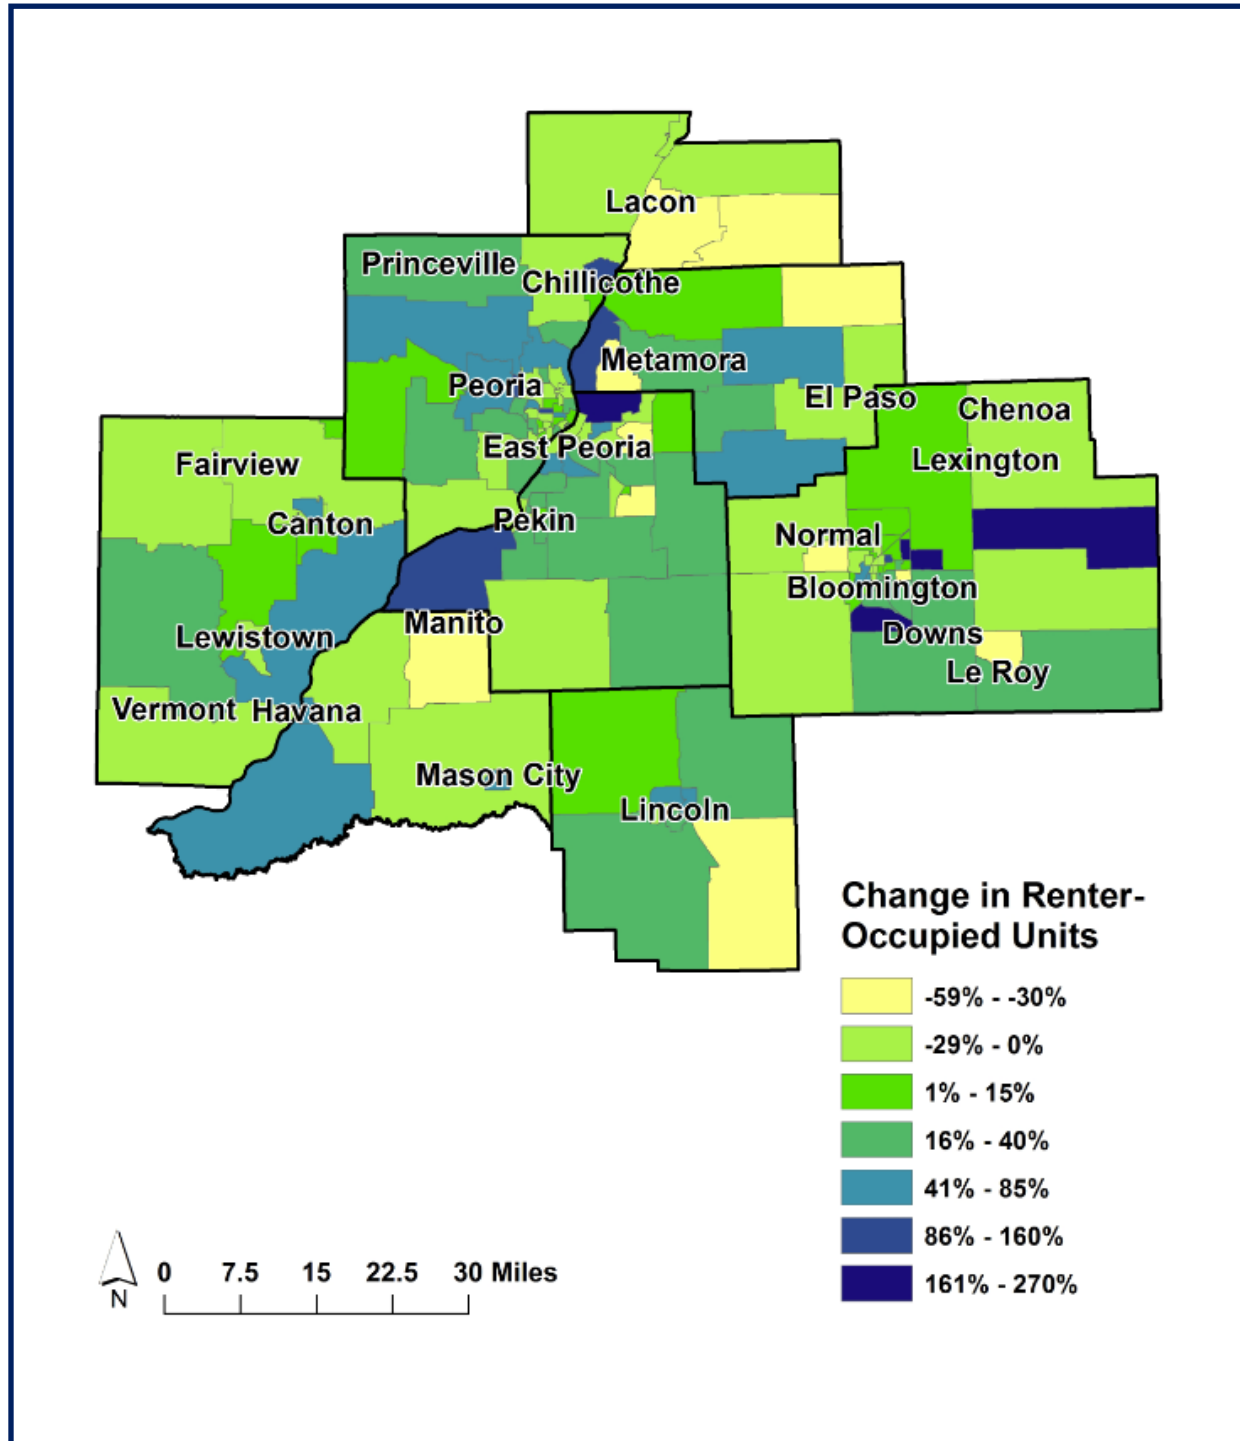 Lacon
Princeville
Chillicothe
Metamora
Peoria
El Paso
Chenoa
East Peoria
Lexington
Fairview
Canton
Pekin
Normal
Bloomington
Manito
Lewistown
Downs
Le Roy
Vermont
Havana
Mason City
Lincoln
Change in Renter-
Occupied Units
-59% - -30%
-29% - 0%
1% - 15%
16% - 40%
41% - 85%
86% - 160%
161% - 270%
N
0 7.5 15 22.5 30 Miles